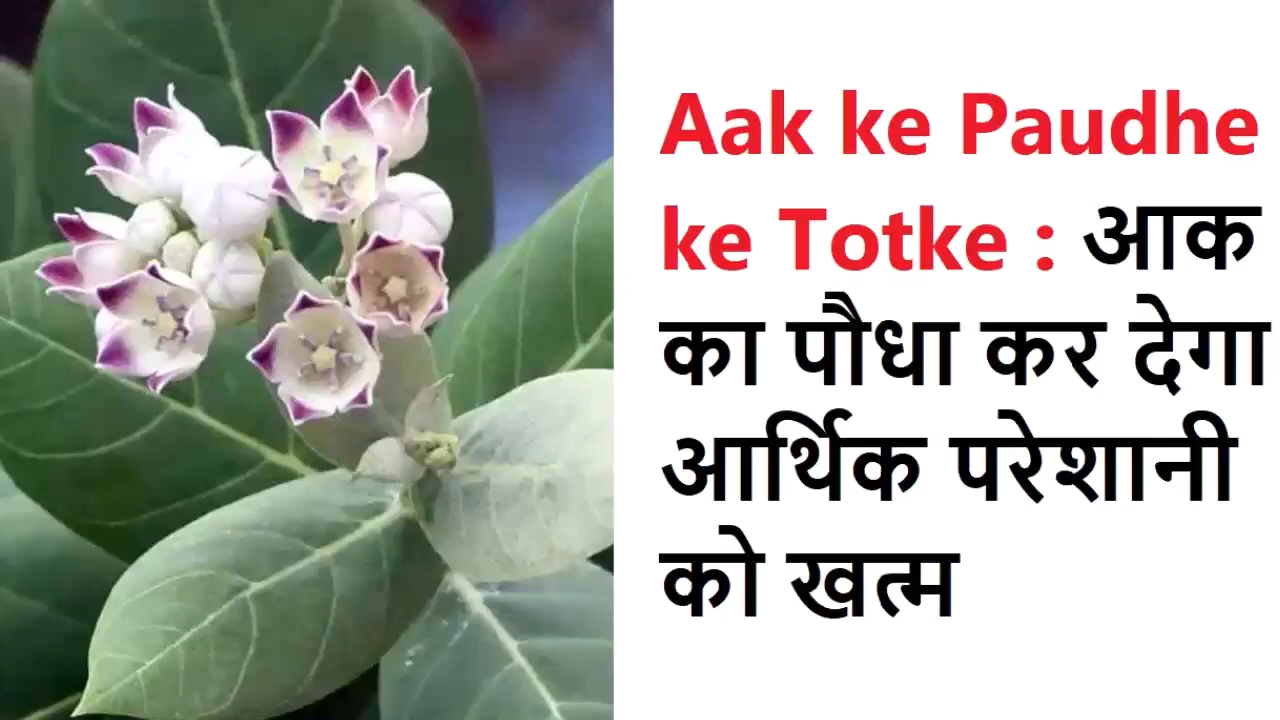 Aak ke Paudhe
ke Totke : आक
का पौधा कर देगा
आर्थिक परेशानी
को खत्म